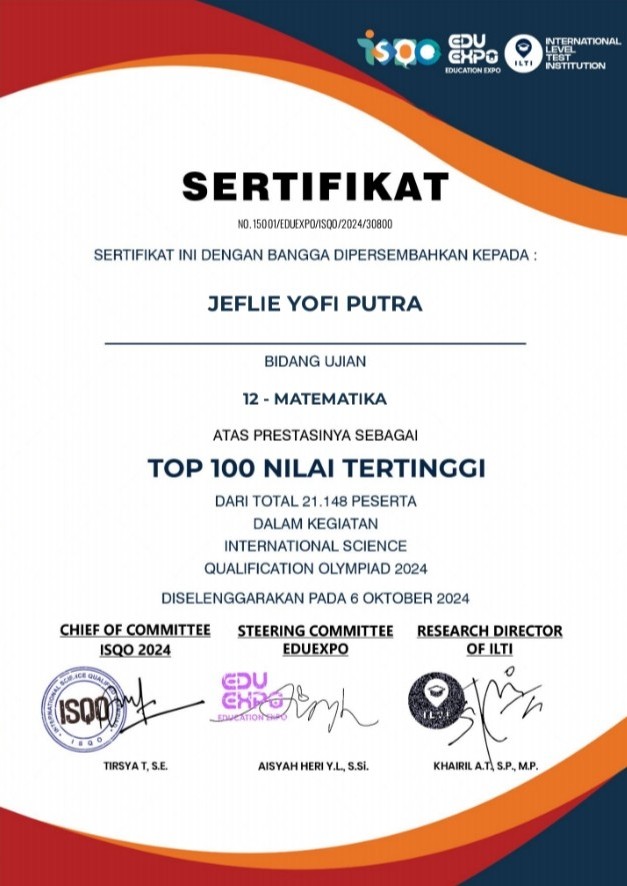 isqo
EDU
EXPO
EDUCATION EXPO
ILTI
INTERNATIONAL
LEVEL
TEST
INSTITUTION
SERTIFIKAT
NO.15001/EDUEXPO/ISQO/2024/30800
SERTIFIKAT INI DENGAN BANGGA DIPERSEMBAHKAN KEPADA :
JEFLIE YOFI PUTRA
BIDANG UJIAN
12 - MATEMATIKA
ATAS PRESTASINYA SEBAGAI
TOP 100 NILAI TERTINGGI
DARI TOTAL 21.148 PESERTA
DALAM KEGIATAN
INTERNATIONAL SCIENCE
QUALIFICATION OLYMPIAD 2024
DISELENGGARAKAN PADA 6 OKTOBER 2024
CHIEF OF COMMITTEE
ISQO 2024
STEERING COMMITTEE
EDUEXPO
RESEARCH DIRECTOR
OF ILTI
ISQO
ISQO
EDU
EXPO
EDUCATION EXPO
ILTI
TIRSYA T, S.E.
AISYAH HERI Y.L, S.Si.
KHAIRIL A.T, S.P., M.P.